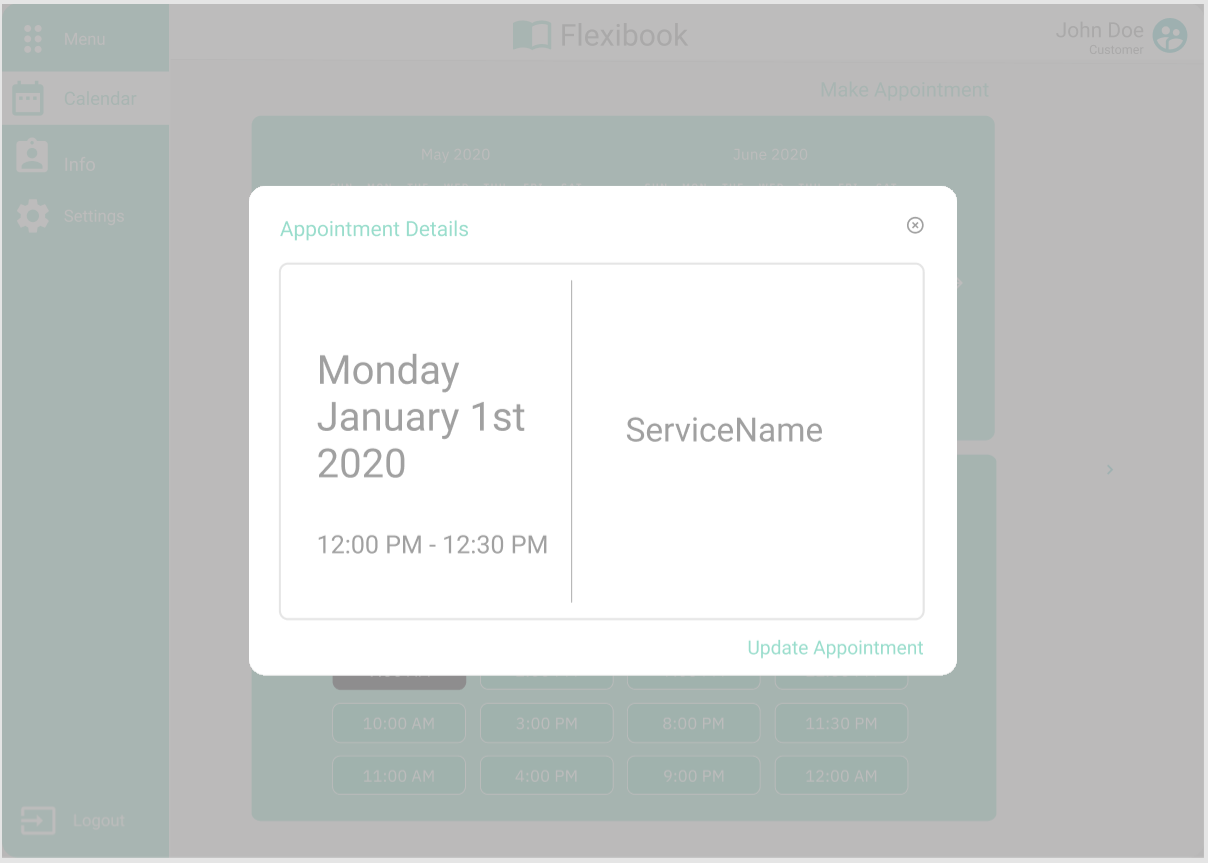 Menu
Flexibook
John Doe
Customer
Calendar
Make Appointment
Info
May 2020
June 2020
Settings
Appointment Details
Monday
January 1st
2020
ServiceName
12:00 PM - 12:30 PM
Update Appointment
10:00 AM
3:00 PM
8:00 PM
11:30 PM
11:00 AM
4:00 PM
9:00 PM
12:00 AM
Logout